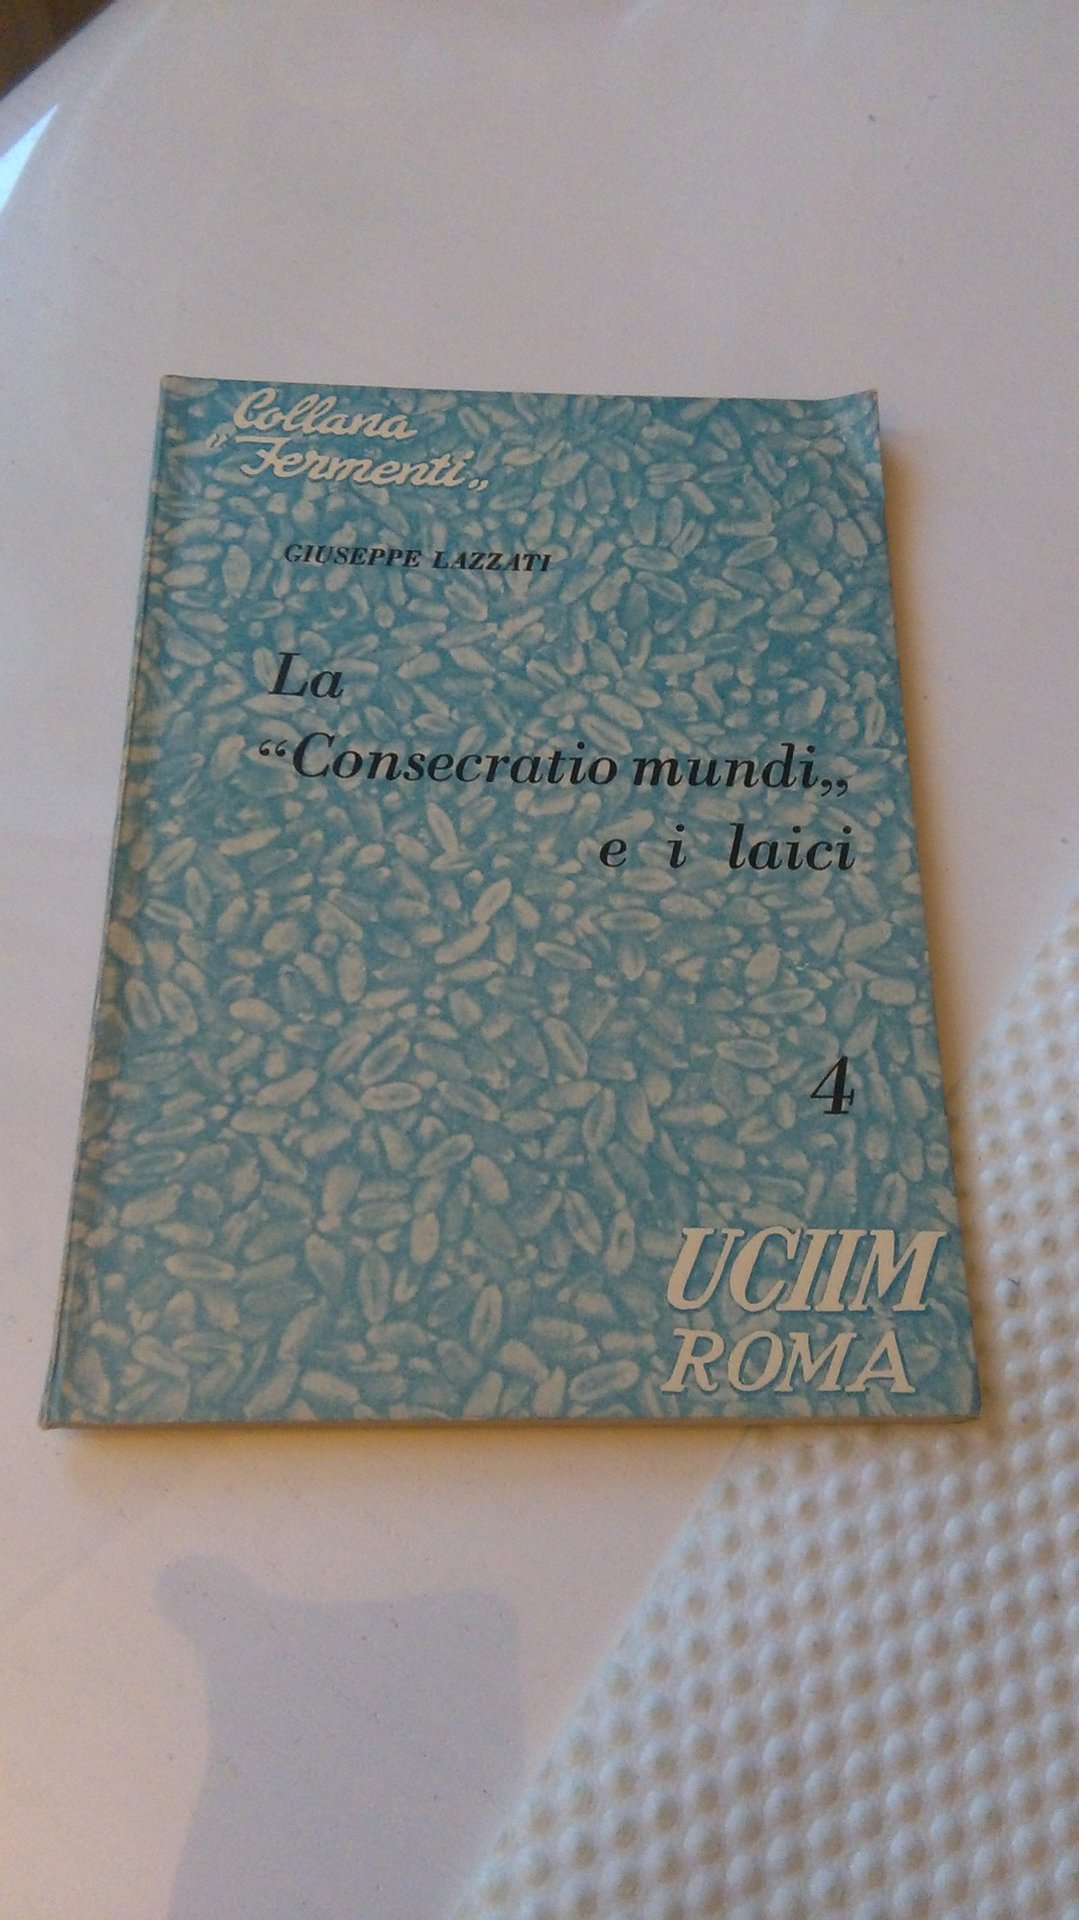 Collana
“Fermenti„
GIUSEPPE LAZZATI
La
“Consecratio mundi„
e i laici
4
UCIIM
ROMA